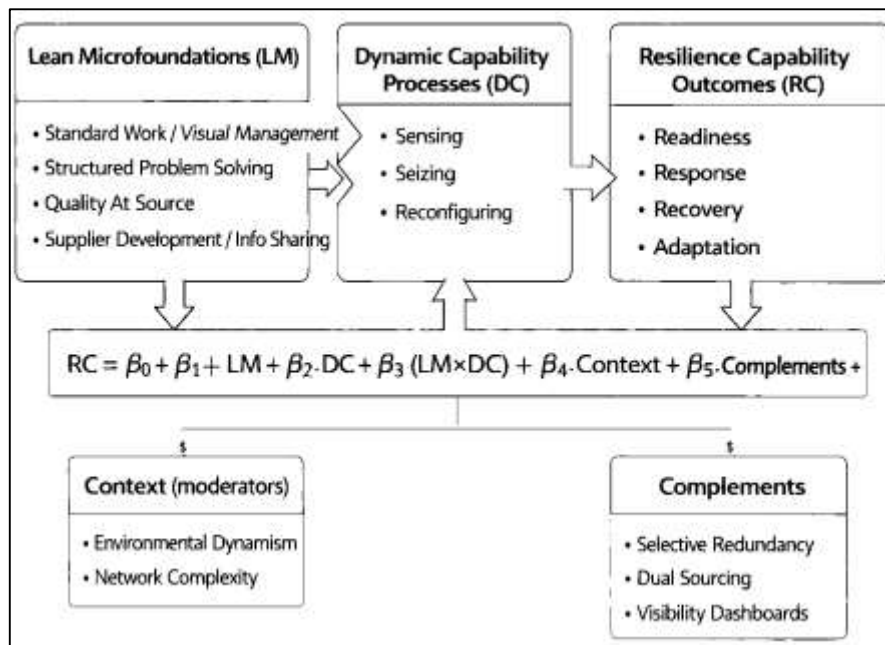 Lean Microfoundations (LM)
• Standard Work / Visual Management
• Structured Problem Solving
• Quality At Source
• Supplier Development / Info Sharing
Dynamic Capability
Processes (DC)
• Sensing
• Seizing
• Reconfiguring
Resilience Capability
Outcomes (RC)
• Readiness
• Response
• Recovery
• Adaptation
RC = β₀ + β₁ + LM + β₂.DC + β₃ (LM×DC) + β₄.Context + β₅.Complements +
$
$
Context (moderators)
• Environmental Dynamism
• Network Complexity
Complements
• Selective Redundancy
• Dual Sourcing
• Visibility Dashboards